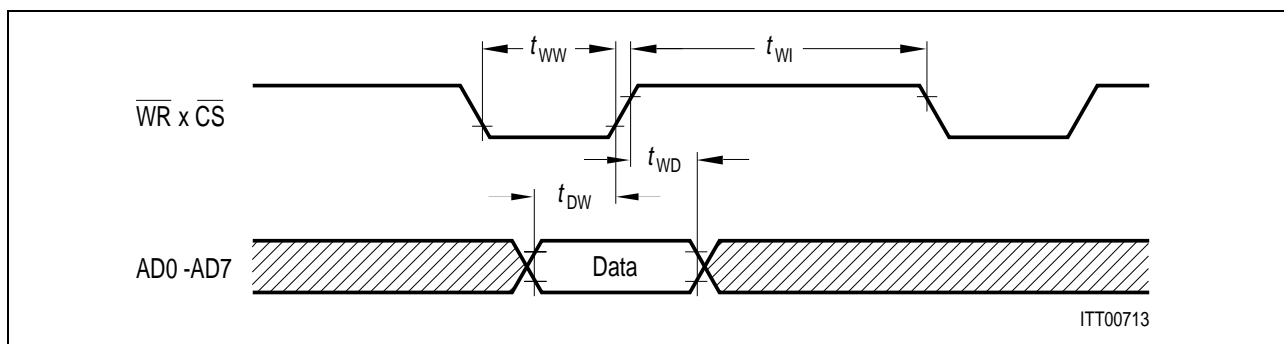 tWW
tWI
WR x CS
tWD
tDW
AD0 -AD7
Data
ITT00713